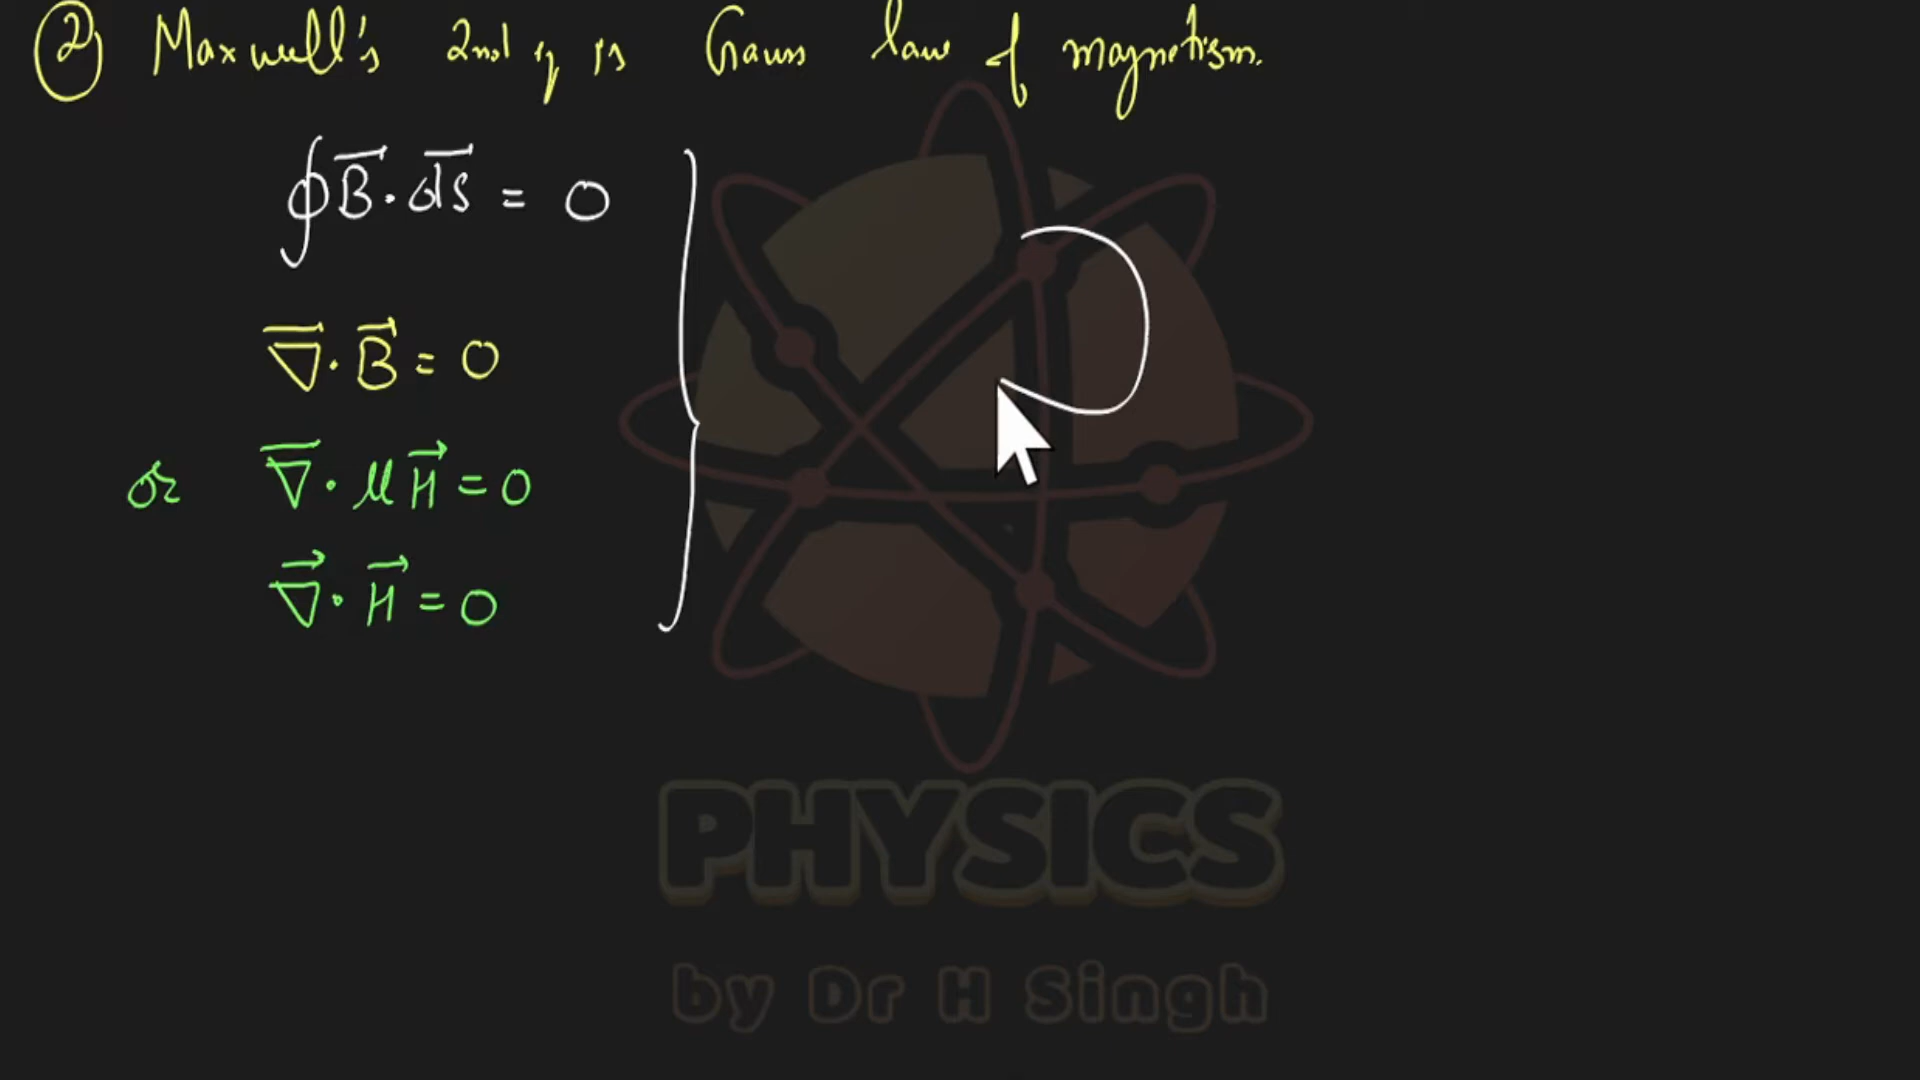 ② Maxwell's 2nd eq is Gauss law of magnetism.
∮B⃗·ds⃗ = 0
∇⃗·B⃗ = 0
or ∇⃗·μH⃗ = 0
∇⃗·H⃗ = 0
PHYSICS
by Dr H Singh